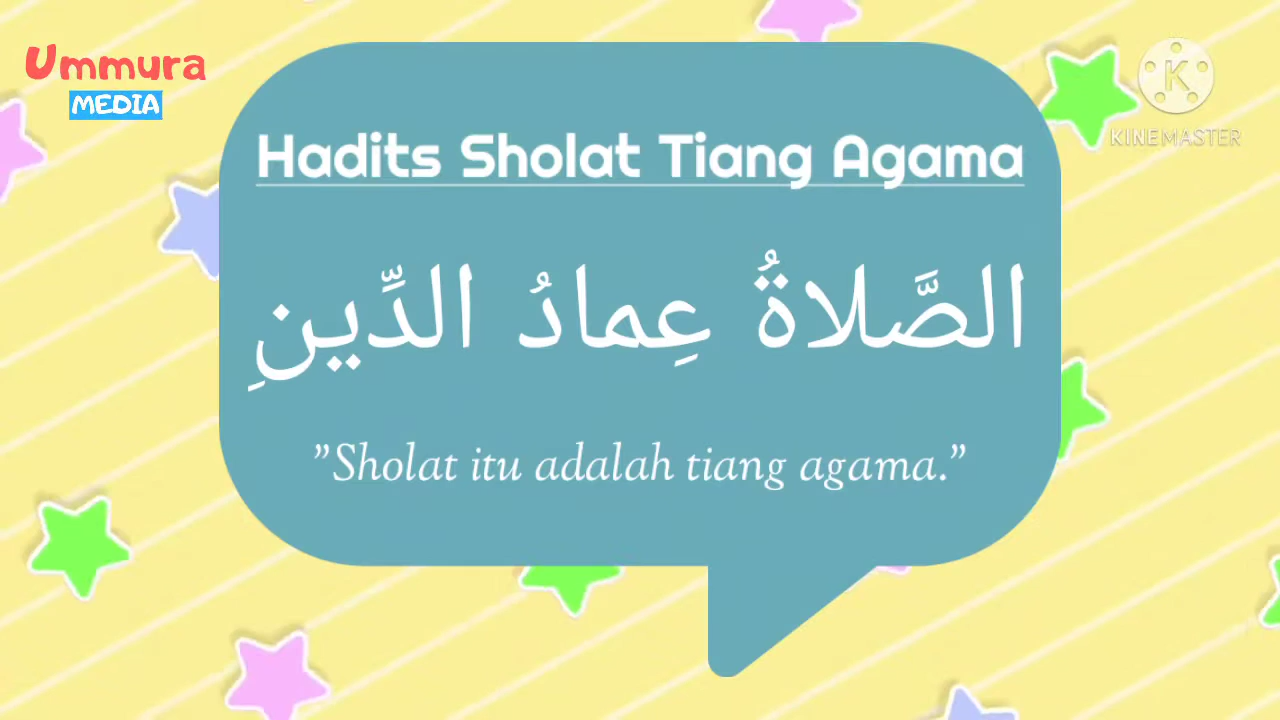 Ummura
MEDIA
K
KINEMASTER
Hadits Sholat Tiang Agama
الصَّلاةُ عِمادُ الدِّينِ
”Sholat itu adalah tiang agama.”